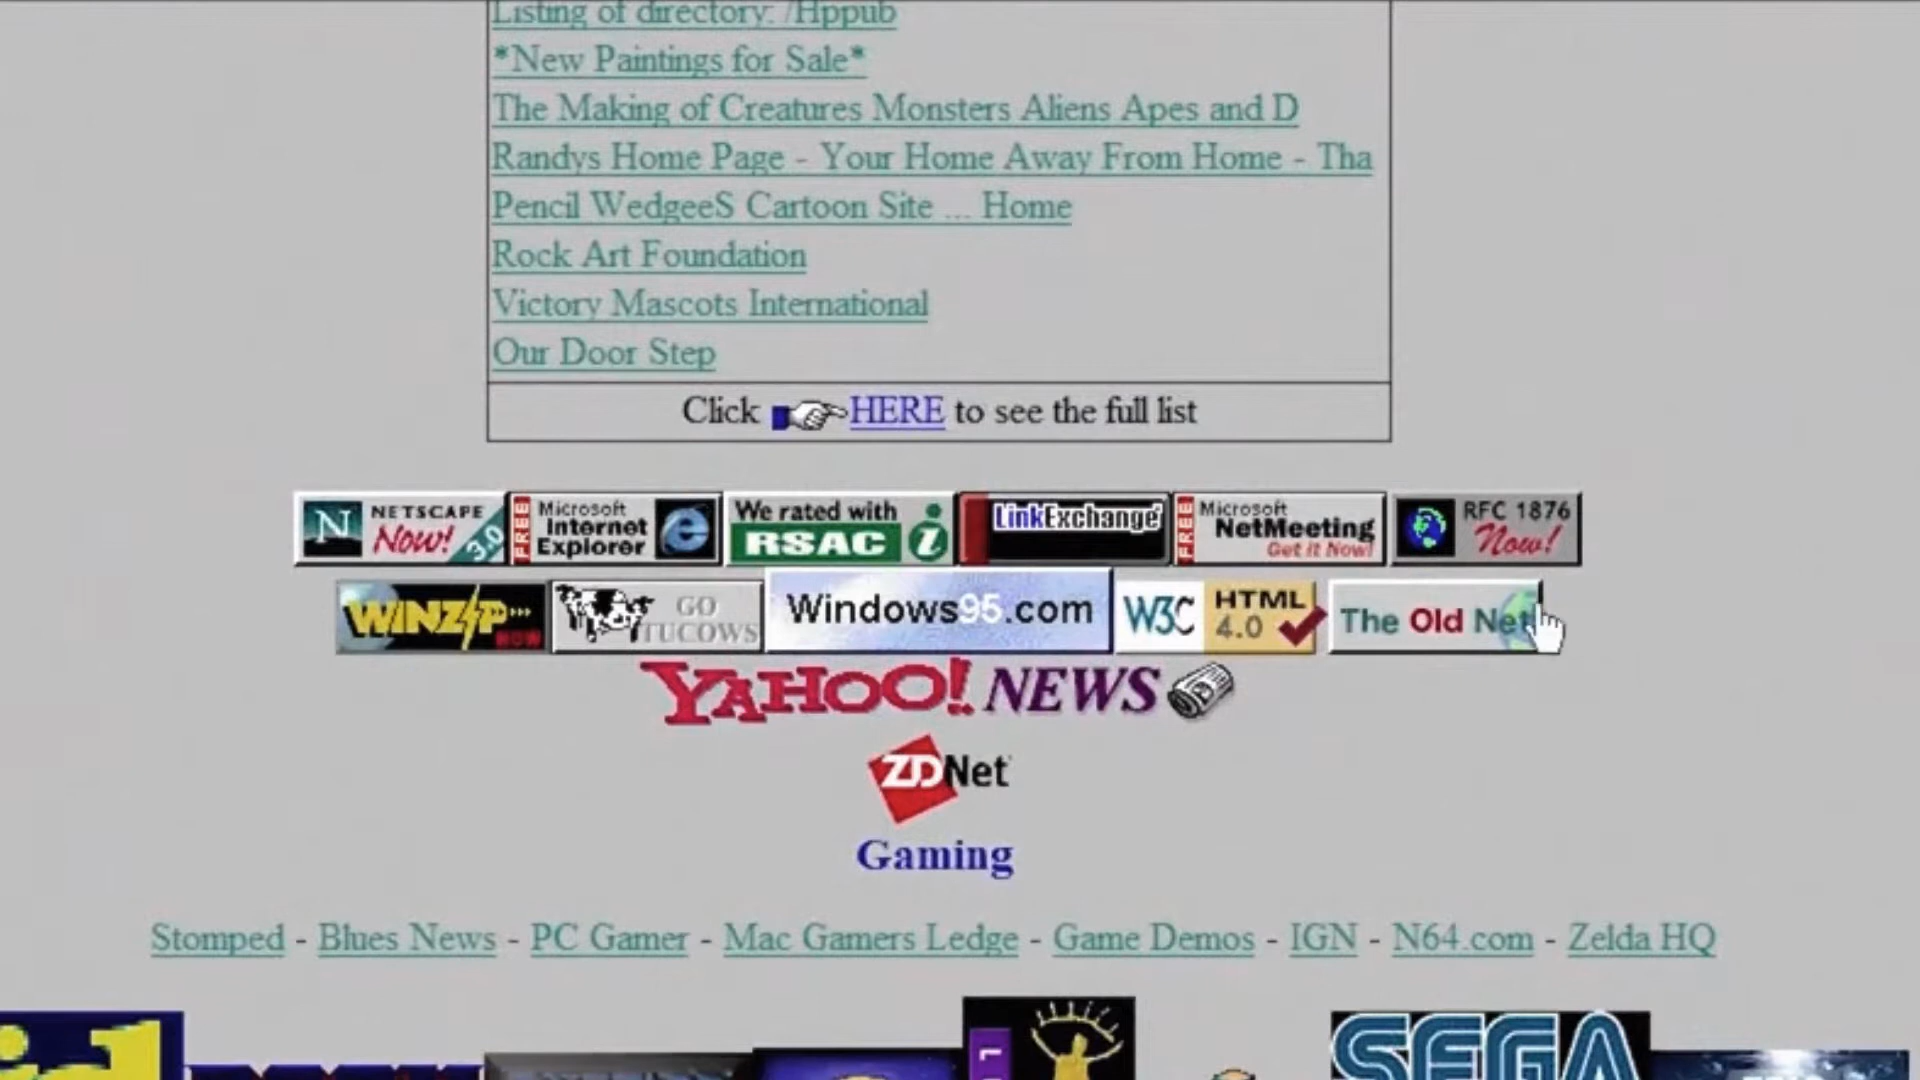 Listing of directory: /Hppub
*New Paintings for Sale*
The Making of Creatures Monsters Aliens Apes and D
Randys Home Page - Your Home Away From Home - Tha
Pencil WedgeeS Cartoon Site ... Home
Rock Art Foundation
Victory Mascots International
Our Door Step
Click HERE to see the full list
N NETSCAPE Now! 3.0
FREE Microsoft Internet Explorer
We rated with RSAC i
LinkExchange
FREE Microsoft NetMeeting Get it Now!
RFC 1876 Now!
WINZIP NOW
GO TUCOWS
Windows95.com
W3C HTML 4.0
The Old Net
YAHOO! NEWS
ZDNet
Gaming
Stomped - Blues News - PC Gamer - Mac Gamers Ledge - Game Demos - IGN - N64.com - Zelda HQ
id
SEGA